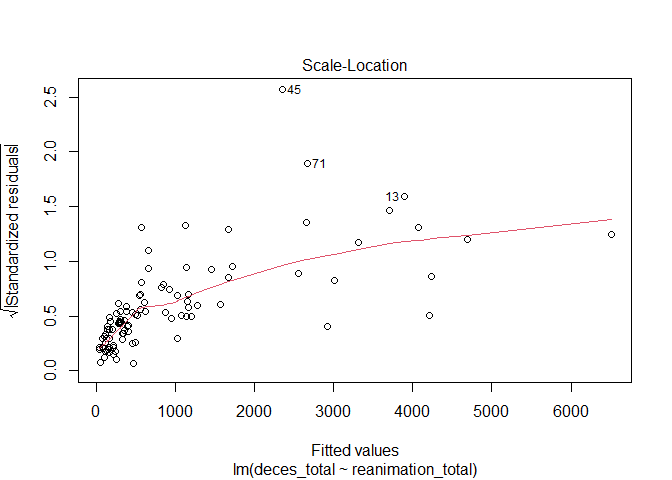 Scale-Location
√|Standardized residuals|
2.5
2.0
1.5
1.0
0.5
0.0
45
71
13
0 1000 2000 3000 4000 5000 6000
Fitted values
lm(deces_total ~ reanimation_total)